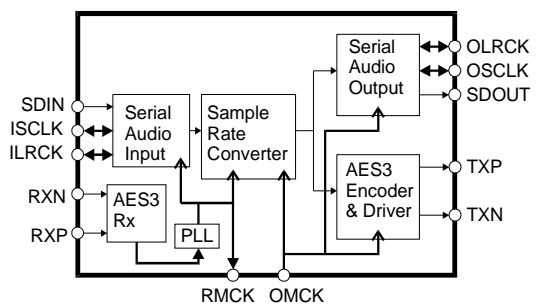 SDIN
ISCLK
ILRCK
RXN
RXP
Serial
Audio
Input
AES3
Rx
PLL
Sample
Rate
Converter
Serial
Audio
Output
AES3
Encoder
& Driver
OLRCK
OSCLK
SDOUT
TXP
TXN
RMCK
OMCK